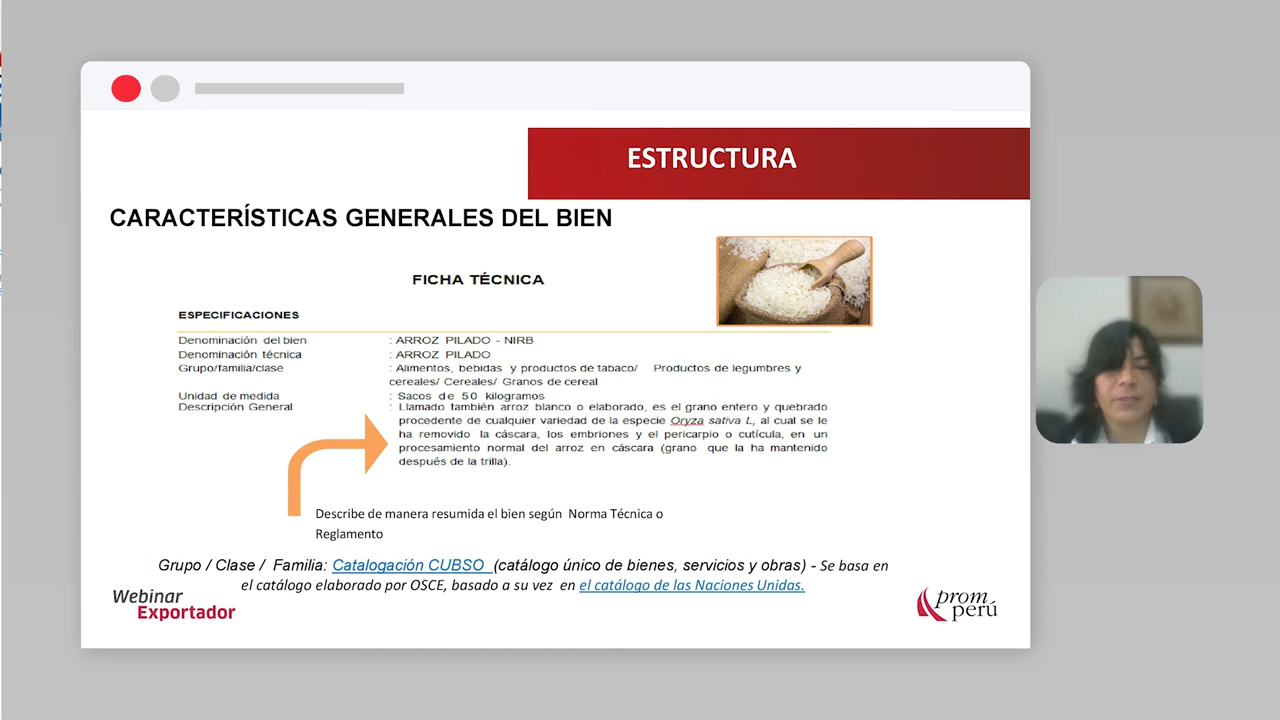 ESTRUCTURA
CARACTERÍSTICAS GENERALES DEL BIEN
FICHA TÉCNICA
ESPECIFICACIONES
Denominación del bien : ARROZ PILADO - NIRB
Denominación técnica : ARROZ PILADO
Grupo/familia/clase : Alimentos, bebidas y productos de tabaco/ Productos de legumbres y
cereales/ Cereales/ Granos de cereal
Unidad de medida : Sacos de 50 kilogramos
Descripción General : Llamado también arroz blanco o elaborado, es el grano entero y quebrado
procedente de cualquier variedad de la especie Oryza sativa L, al cual se le
ha removido la cáscara, los embriones y el pericarpio o cutícula, en un
procesamiento normal del arroz en cáscara (grano que la ha mantenido
después de la trilla).
Describe de manera resumida el bien según Norma Técnica o
Reglamento
Grupo / Clase / Familia: Catalogación CUBSO (catálogo único de bienes, servicios y obras) - Se basa en
el catálogo elaborado por OSCE, basado a su vez en el catálogo de las Naciones Unidas.
Webinar
Exportador
prom
perú